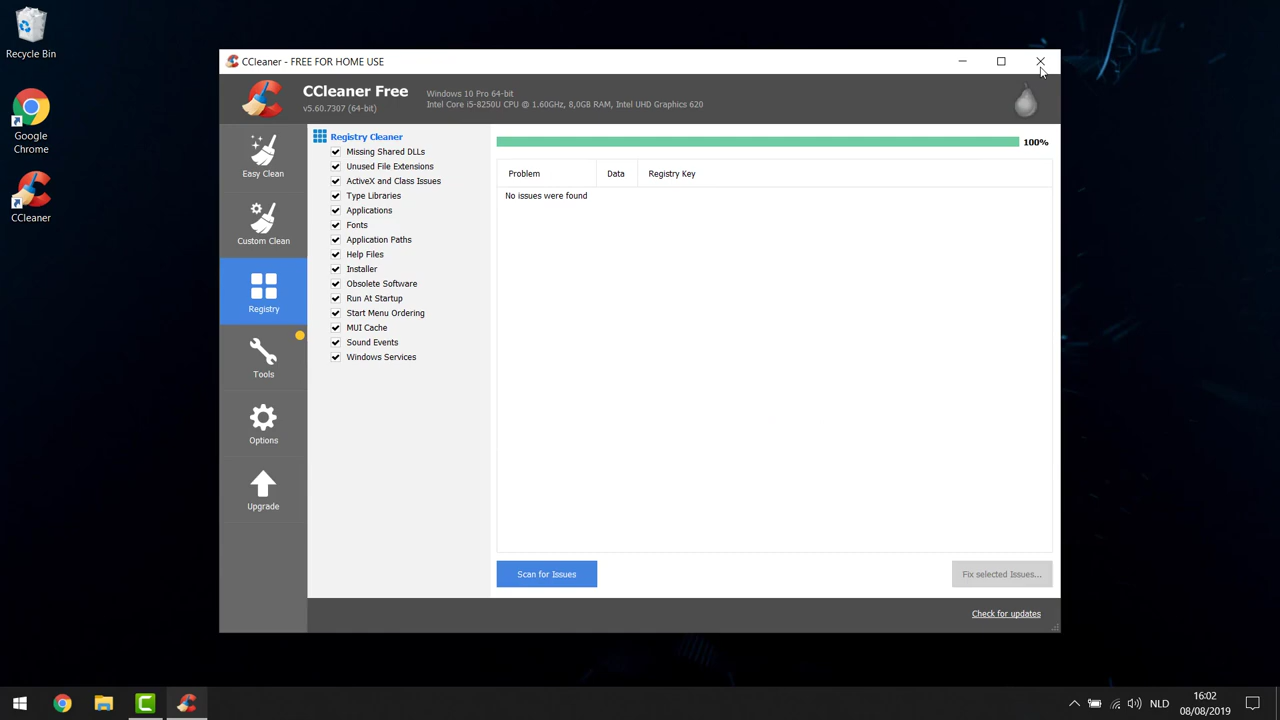 Recycle Bin
Google
Chrome
CCleaner
CCleaner - FREE FOR HOME USE
CCleaner Free
v5.60.7307 (64-bit)
Windows 10 Pro 64-bit
Intel Core i5-8250U CPU @ 1.60GHz, 8,0GB RAM, Intel UHD Graphics 620
Easy Clean
Custom Clean
Registry
Tools
Options
Upgrade
Registry Cleaner
Missing Shared DLLs
Unused File Extensions
ActiveX and Class Issues
Type Libraries
Applications
Fonts
Application Paths
Help Files
Installer
Obsolete Software
Run At Startup
Start Menu Ordering
MUI Cache
Sound Events
Windows Services
100%
Problem Data Registry Key
No issues were found
Scan for Issues
Fix selected Issues...
Check for updates
NLD
16:02
08/08/2019